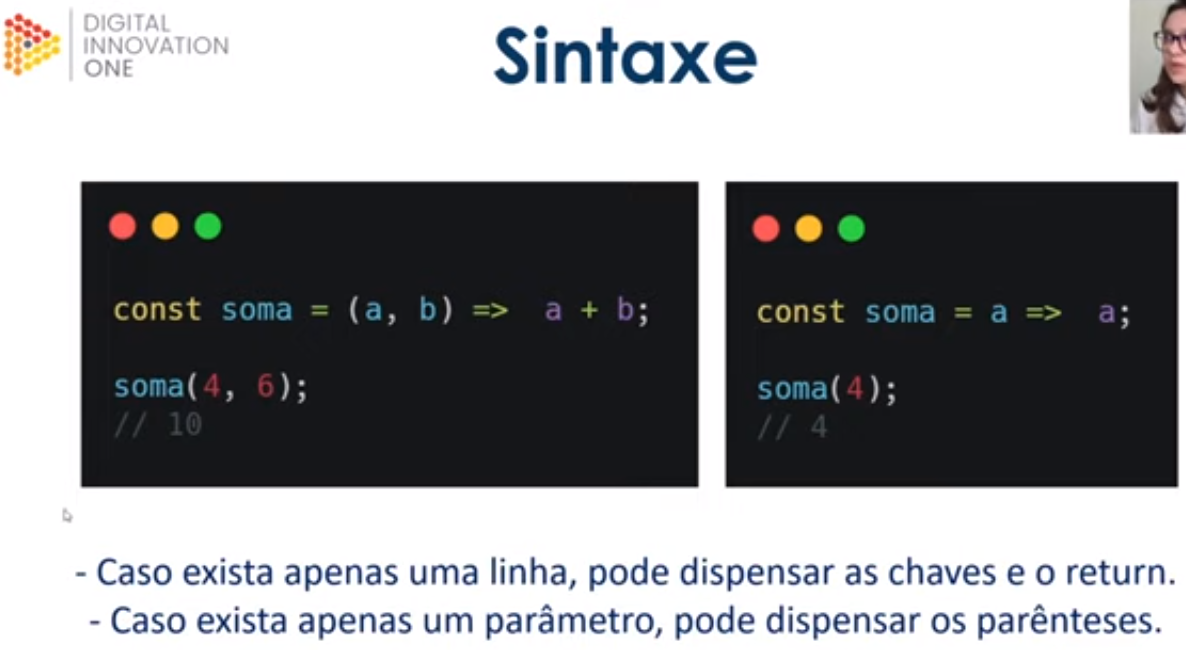 DIGITAL
INNOVATION
ONE
Sintaxe
const soma = (a, b) => a + b;
soma(4, 6);
// 10
const soma = a => a;
soma(4);
// 4
- Caso exista apenas uma linha, pode dispensar as chaves e o return.
- Caso exista apenas um parâmetro, pode dispensar os parênteses.